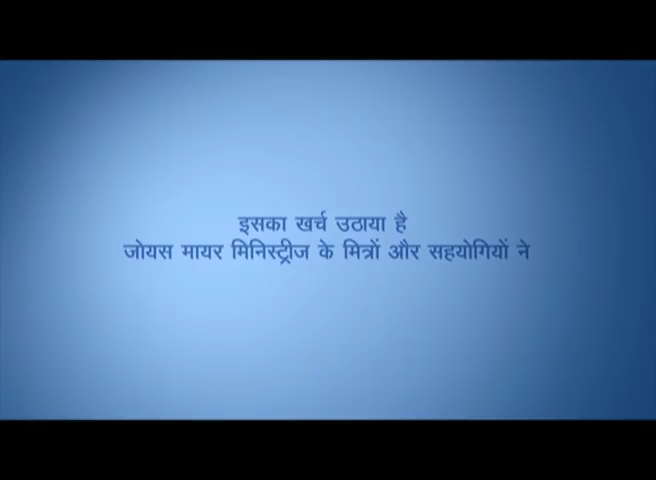 इसका खर्च उठाया है
जोयस मायर मिनिस्ट्रीज के मित्रों और सहयोगियों ने